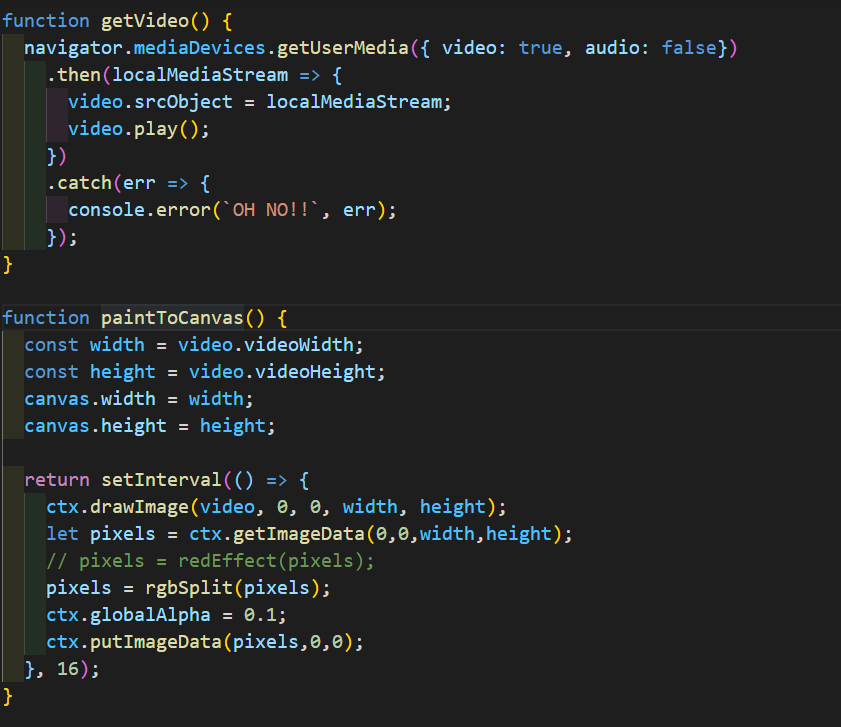 function getVideo() {
  navigator.mediaDevices.getUserMedia({ video: true, audio: false})
    .then(localMediaStream => {
      video.srcObject = localMediaStream;
      video.play();
    })
    .catch(err => {
      console.error(`OH NO!!`, err);
    });
}

function paintToCanvas() {
  const width = video.videoWidth;
  const height = video.videoHeight;
  canvas.width = width;
  canvas.height = height;

  return setInterval(() => {
    ctx.drawImage(video, 0, 0, width, height);
    let pixels = ctx.getImageData(0,0,width,height);
    // pixels = redEffect(pixels);
    pixels = rgbSplit(pixels);
    ctx.globalAlpha = 0.1;
    ctx.putImageData(pixels,0,0);
  }, 16);
}